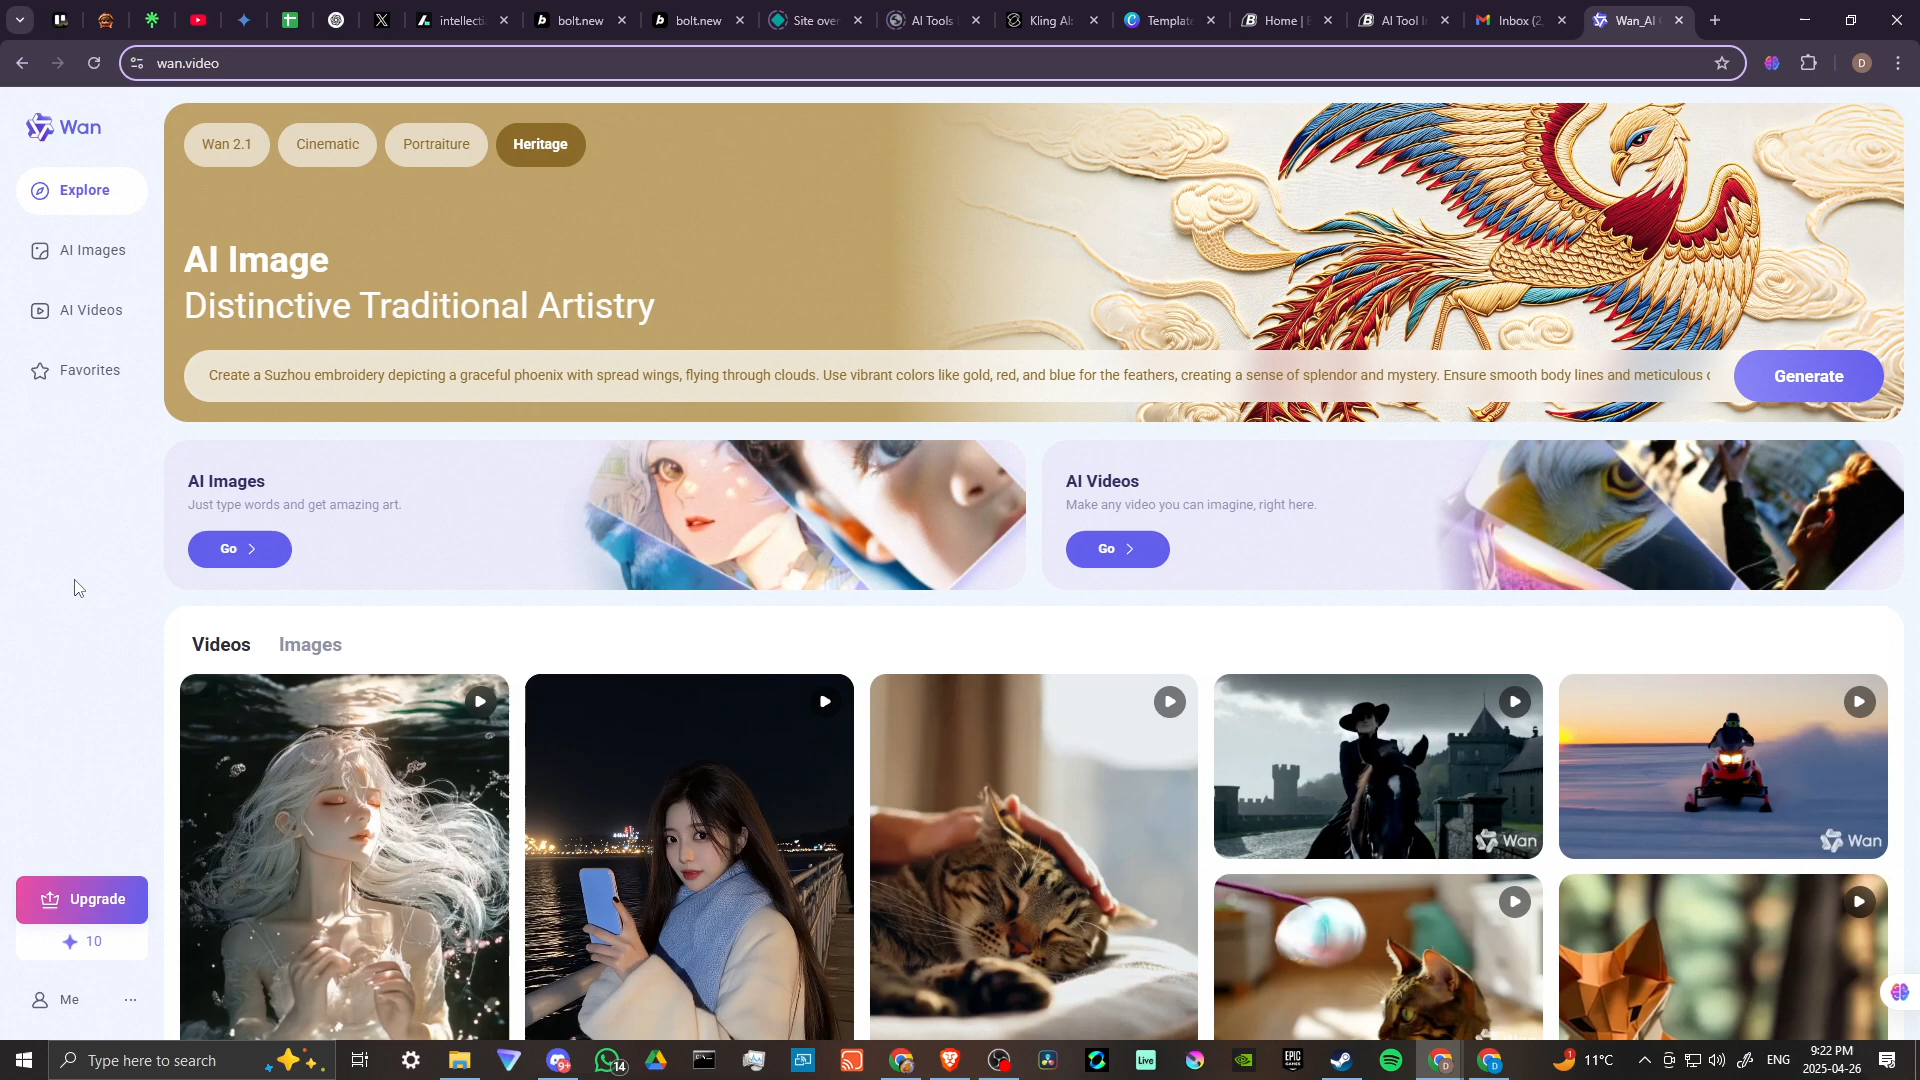 intellecti
bolt.new
bolt.new
Site over
AI Tools
Kling AI:
Template
Home |
AI Tool I
Inbox (2,
Wan_AI
wan.video
D
Wan
Explore
AI Images
AI Videos
Favorites
Upgrade
10
Me
Wan 2.1
Cinematic
Portraiture
Heritage
AI Image
Distinctive Traditional Artistry
Create a Suzhou embroidery depicting a graceful phoenix with spread wings, flying through clouds. Use vibrant colors like gold, red, and blue for the feathers, creating a sense of splendor and mystery. Ensure smooth body lines and meticulous
Generate
AI Images
Just type words and get amazing art.
Go
AI Videos
Make any video you can imagine, right here.
Go
Videos
Images
Wan
Wan
Type here to search
9+
14
Live
EPIC GAMES
D
D
1
11°C
ENG
9:22 PM
2025-04-26